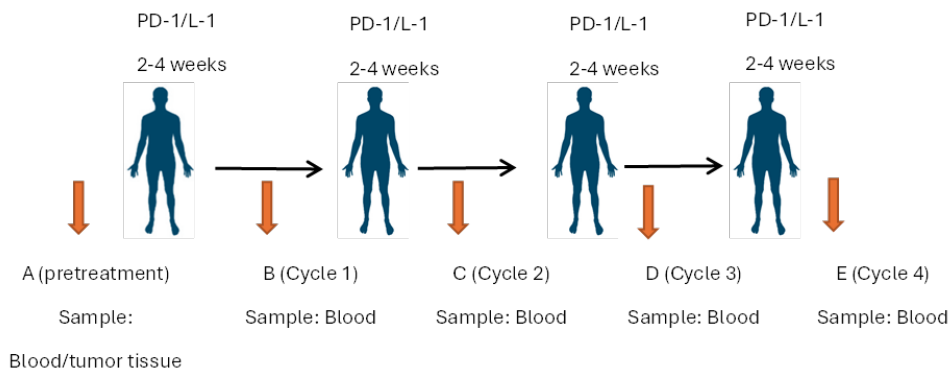 PD-1/L-1
PD-1/L-1
PD-1/L-1
PD-1/L-1
2-4 weeks
2-4 weeks
2-4 weeks
2-4 weeks
A (pretreatment)
B (Cycle 1)
C (Cycle 2)
D (Cycle 3)
E (Cycle 4)
Sample:
Sample: Blood
Sample: Blood
Sample: Blood
Sample: Blood
Blood/tumor tissue